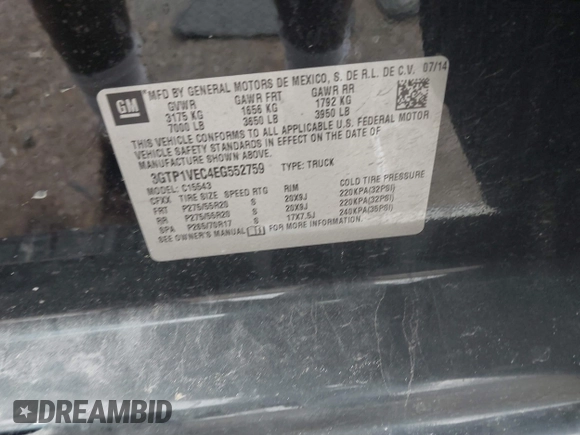 GM
MFD BY GENERAL MOTORS DE MEXICO, S. DE R.L. DE C.V. 07/14
GVWR GAWR FRT GAWR RR
3175 KG 1656 KG 1792 KG
7000 LB 3650 LB 3950 LB
THIS VEHICLE CONFORMS TO ALL APPLICABLE U.S. FEDERAL MOTOR
VEHICLE SAFETY STANDARDS IN EFFECT ON THE DATE OF
MANUFACTURE SHOWN ABOVE.
3GTP1VEC4EG552759 TYPE: TRUCK
MODEL: C15543
CFXX TIRE SIZE SPEED RTG RIM COLD TIRE PRESSURE
FRT P275/55R20 S 20X9J 220KPA(32PSI)
RR P275/55R20 S 20X9J 220KPA(32PSI)
SPA P265/70R17 S 17X7.5J 240KPA(35PSI)
SEE OWNER'S MANUAL FOR MORE INFORMATION.
DREAMBID